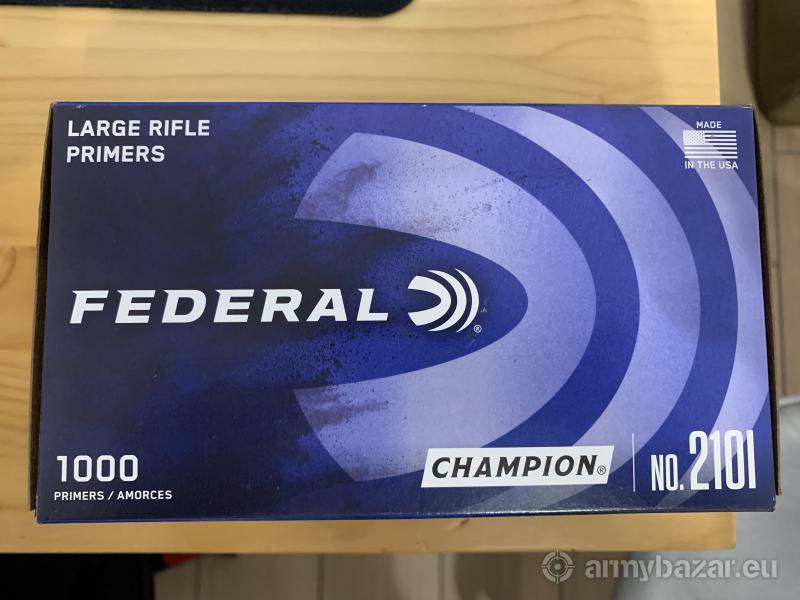 LARGE RIFLE
PRIMERS
MADE
IN THE USA
FEDERAL®
1000
PRIMERS / AMORCES
CHAMPION®
NO. 210I
armybazar.eu